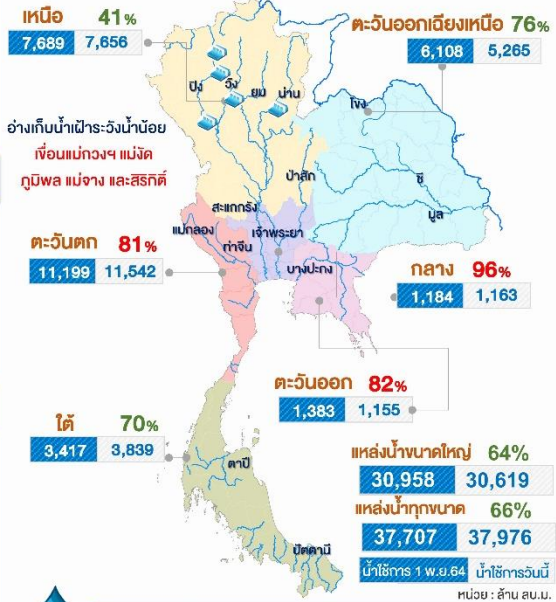 เหนือ 41%
7,689 7,656
ตะวันออกเฉียงเหนือ 76%
6,108 5,265
ปิง
วัง
ยม
น่าน
โขง
อ่างเก็บน้ำเฝ้าระวังน้ำน้อย
เขื่อนแม่กวงฯ แม่งัด
ภูมิพล แม่จาง และสิริกิติ์
ป่าสัก
ชี
มูล
สะแกกรัง
แม่กลอง
ท่าจีน
เจ้าพระยา
บางปะกง
ตะวันตก 81%
11,199 11,542
กลาง 96%
1,184 1,163
ตะวันออก 82%
1,383 1,155
ใต้ 70%
3,417 3,839
ตาปี
ปัตตานี
แหล่งน้ำขนาดใหญ่ 64%
30,958 30,619
แหล่งน้ำทุกขนาด 66%
37,707 37,976
น้ำใช้การ 1 พ.ย.64 น้ำใช้การวันนี้
หน่วย : ล้าน ลบ.ม.